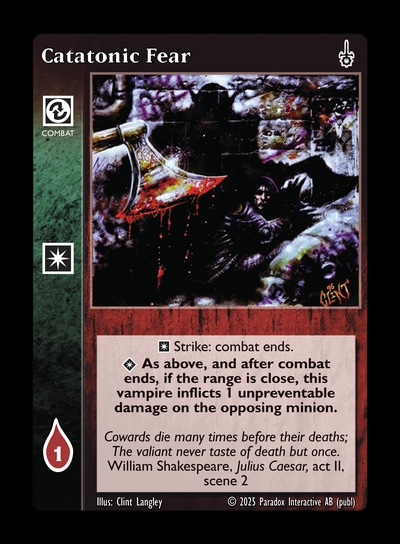 Catatonic Fear
COMBAT
96
CLENT
Strike: combat ends.
As above, and after combat
ends, if the range is close, this
vampire inflicts 1 unpreventable
damage on the opposing minion.
Cowards die many times before their deaths;
The valiant never taste of death but once.
William Shakespeare, Julius Caesar, act II,
scene 2
1
Illus: Clint Langley © 2025 Paradox Interactive AB (publ)